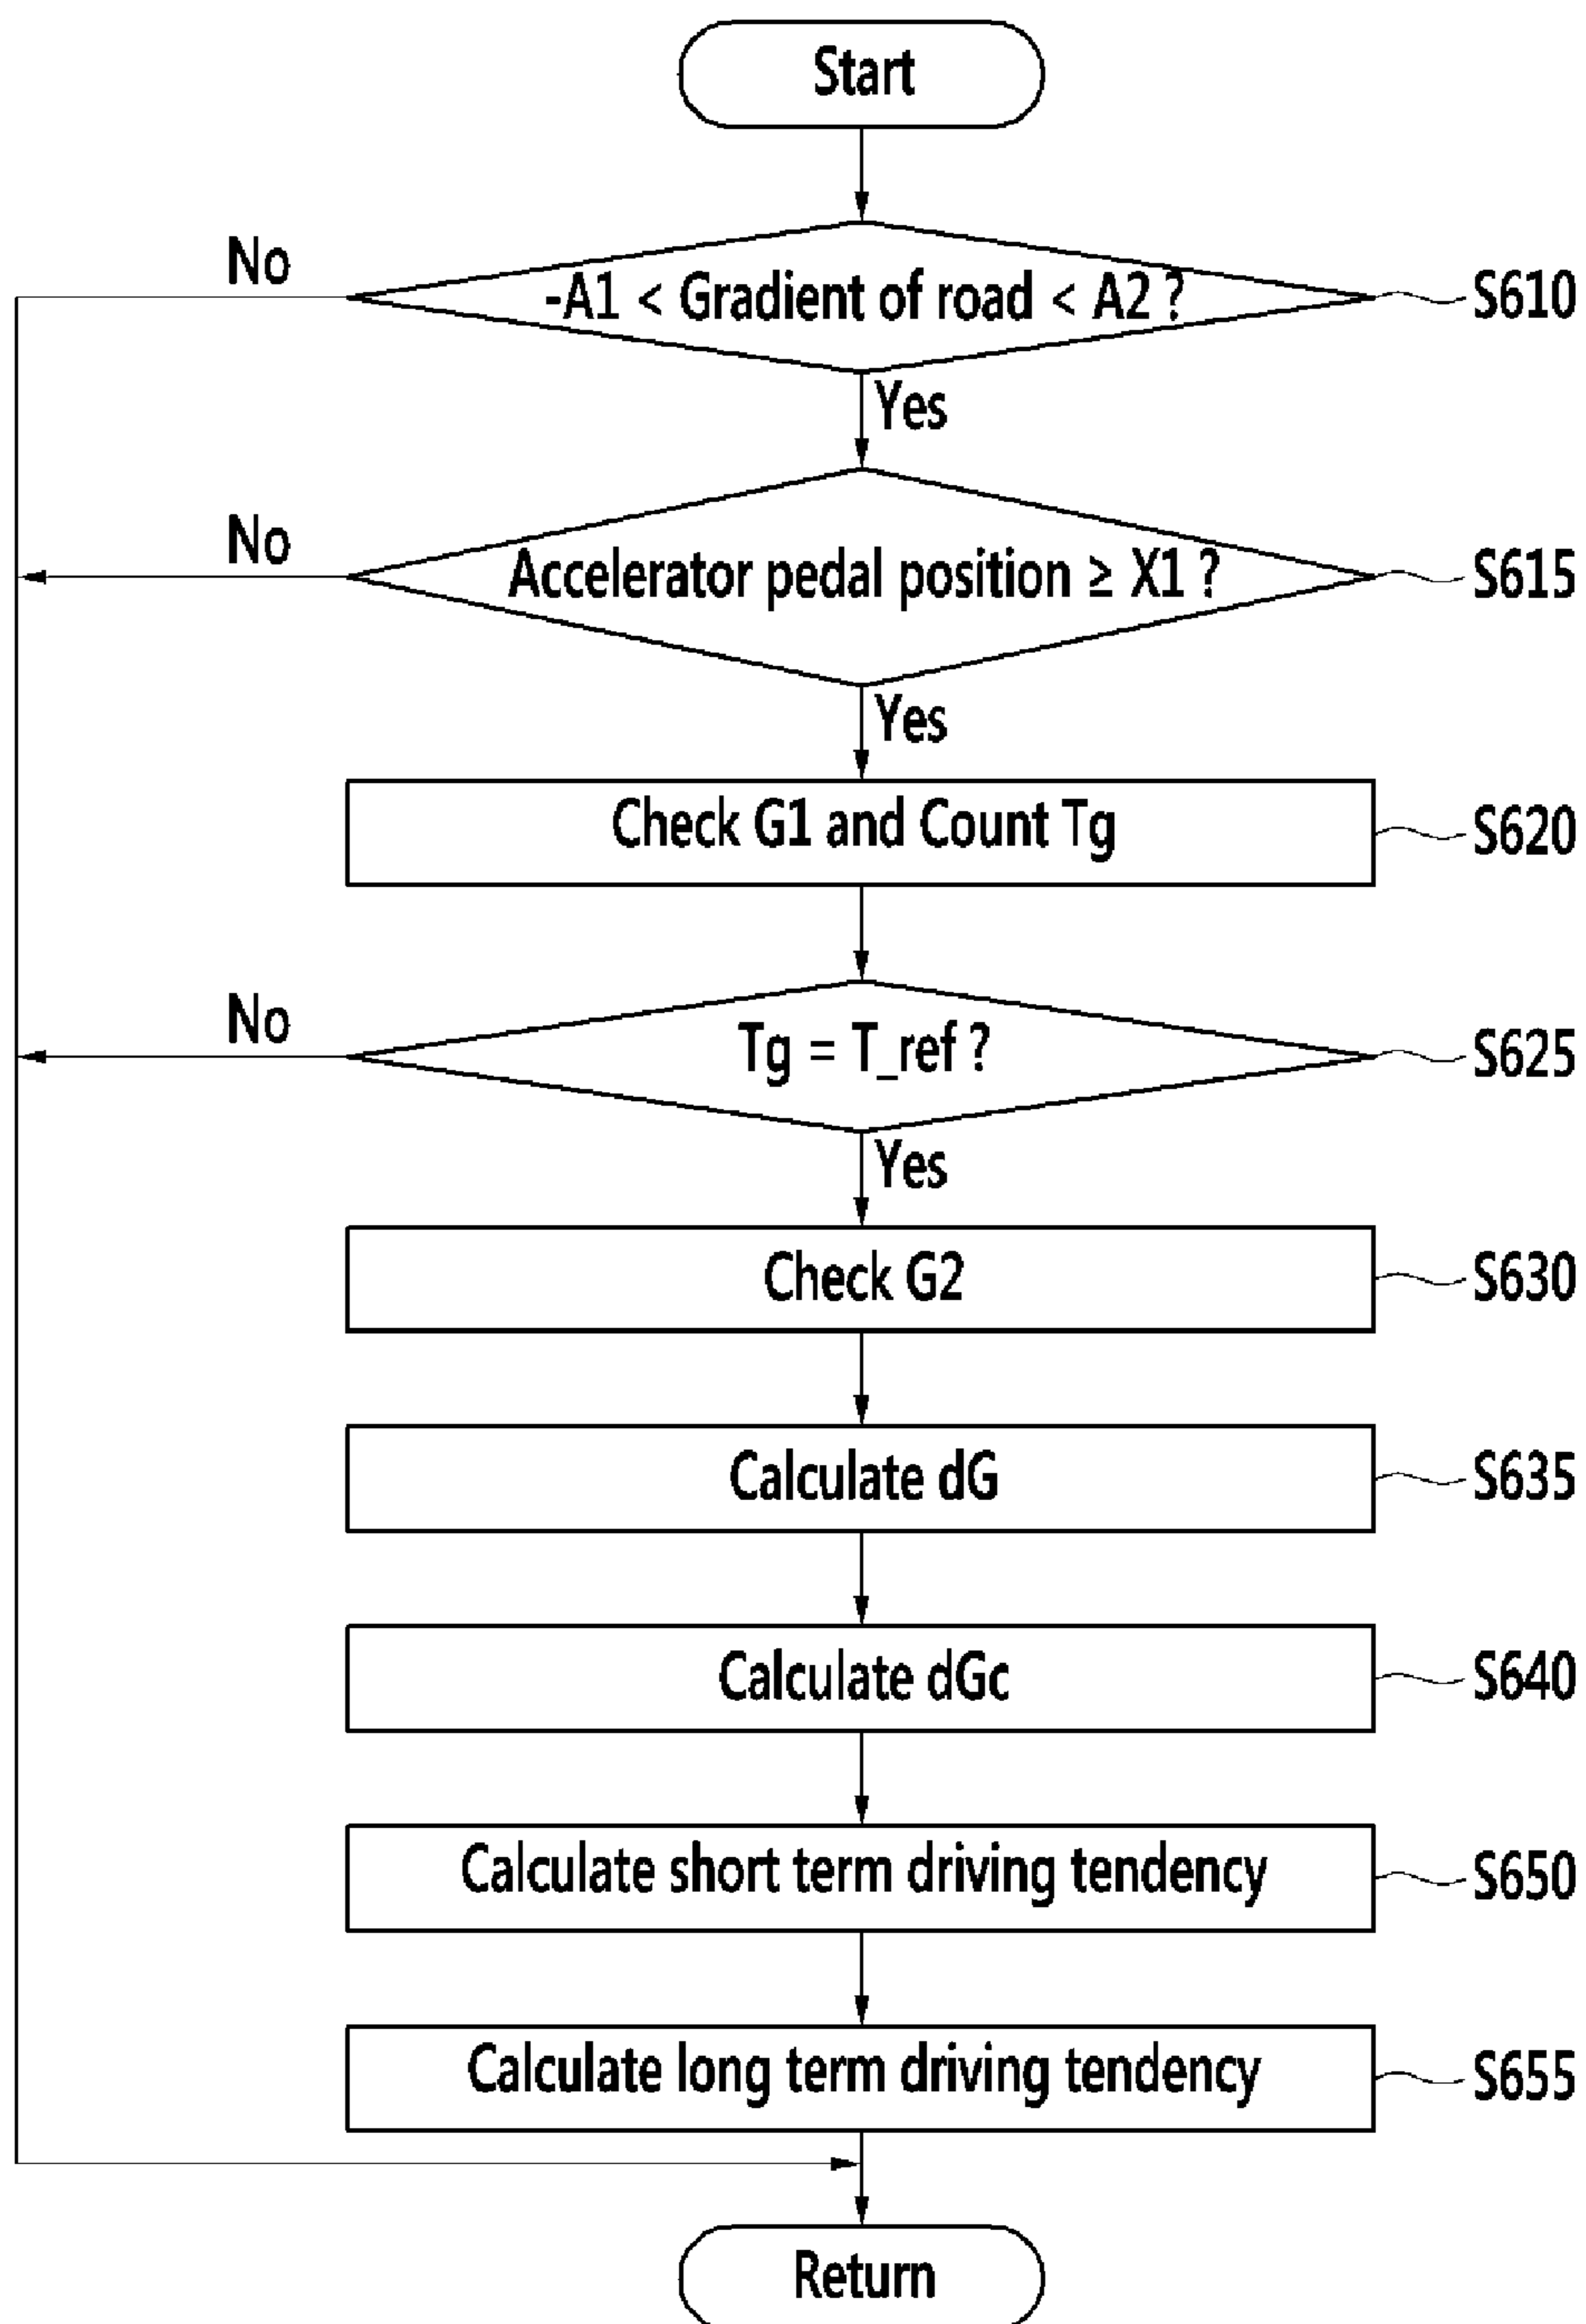 Start
No
-A1 < Gradient of road < A2 ?
S610
Yes
No
Accelerator pedal position ≥ X1 ?
S615
Yes
Check G1 and Count Tg
S620
No
Tg = T_ref ?
S625
Yes
Check G2
S630
Calculate dG
S635
Calculate dGc
S640
Calculate short term driving tendency
S650
Calculate long term driving tendency
S655
Return